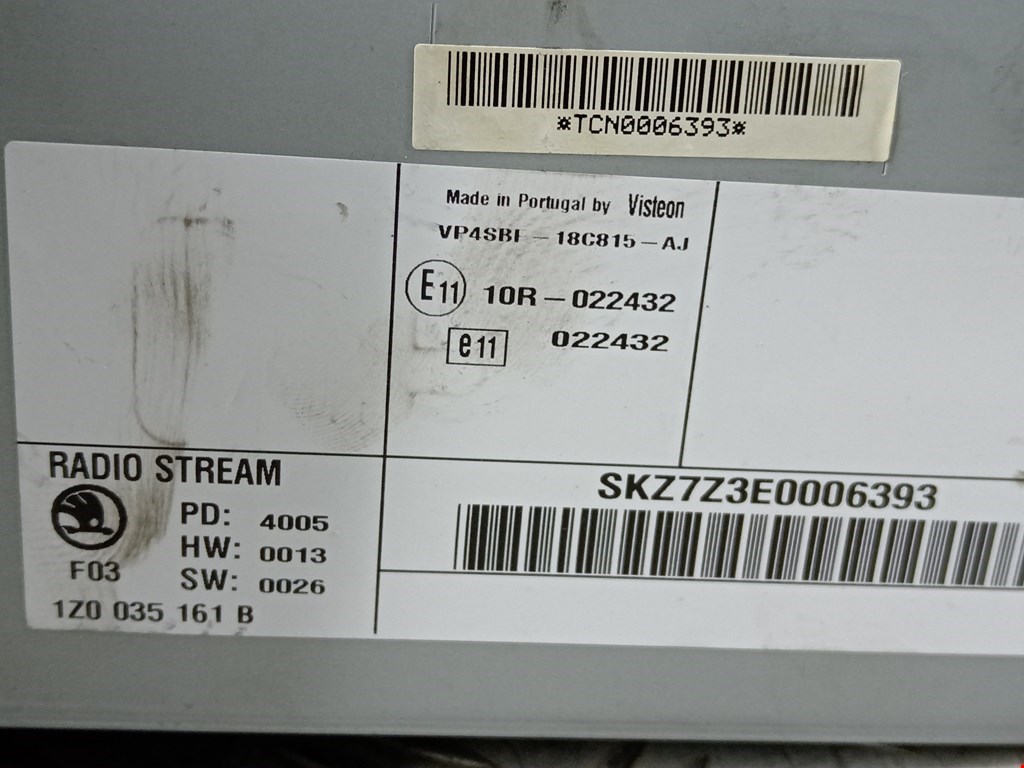 *TCN0006393*
Made in Portugal by Visteon
VP4SBF-18C815-AJ
E11 10R-022432
e11 022432
RADIO STREAM
PD: 4005
HW: 0013
F03
SW: 0026
1Z0 035 161 B
SKZ7Z3E0006393